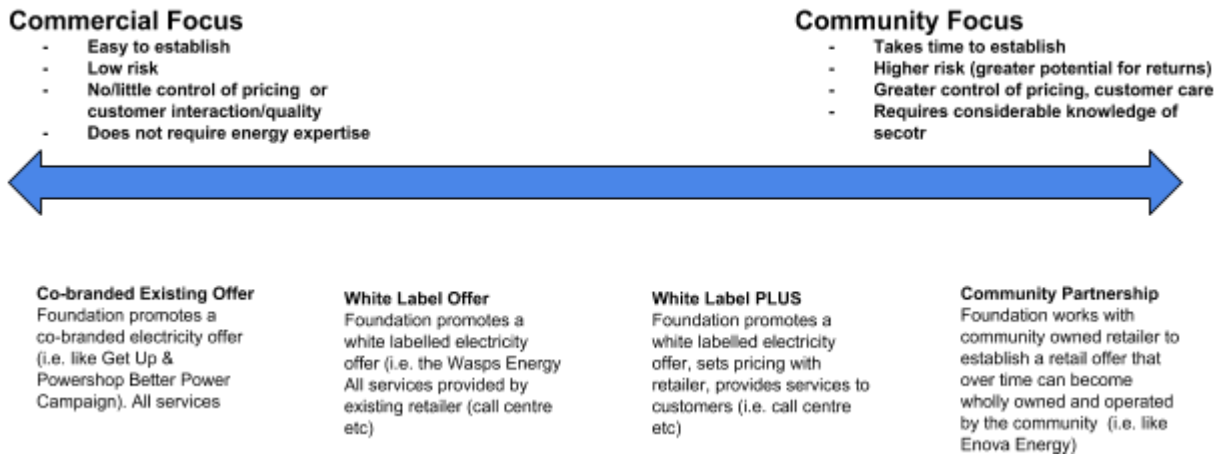 Commercial Focus
- Easy to establish
- Low risk
- No/little control of pricing or
customer interaction/quality
- Does not require energy expertise
Community Focus
- Takes time to establish
- Higher risk (greater potential for returns)
- Greater control of pricing, customer care
- Requires considerable knowledge of
secotr
Co-branded Existing Offer
Foundation promotes a
co-branded electricity offer
(i.e. like Get Up &
Powershop Better Power
Campaign). All services
White Label Offer
Foundation promotes a
white labelled electricity
offer (i.e. the Wasps Energy
All services provided by
existing retailer (call centre
etc)
White Label PLUS
Foundation promotes a
white labelled electricity
offer, sets pricing with
retailer, provides services to
customers (i.e. call centre
etc)
Community Partnership
Foundation works with
community owned retailer to
establish a retail offer that
over time can become
wholly owned and operated
by the community (i.e. like
Enova Energy)